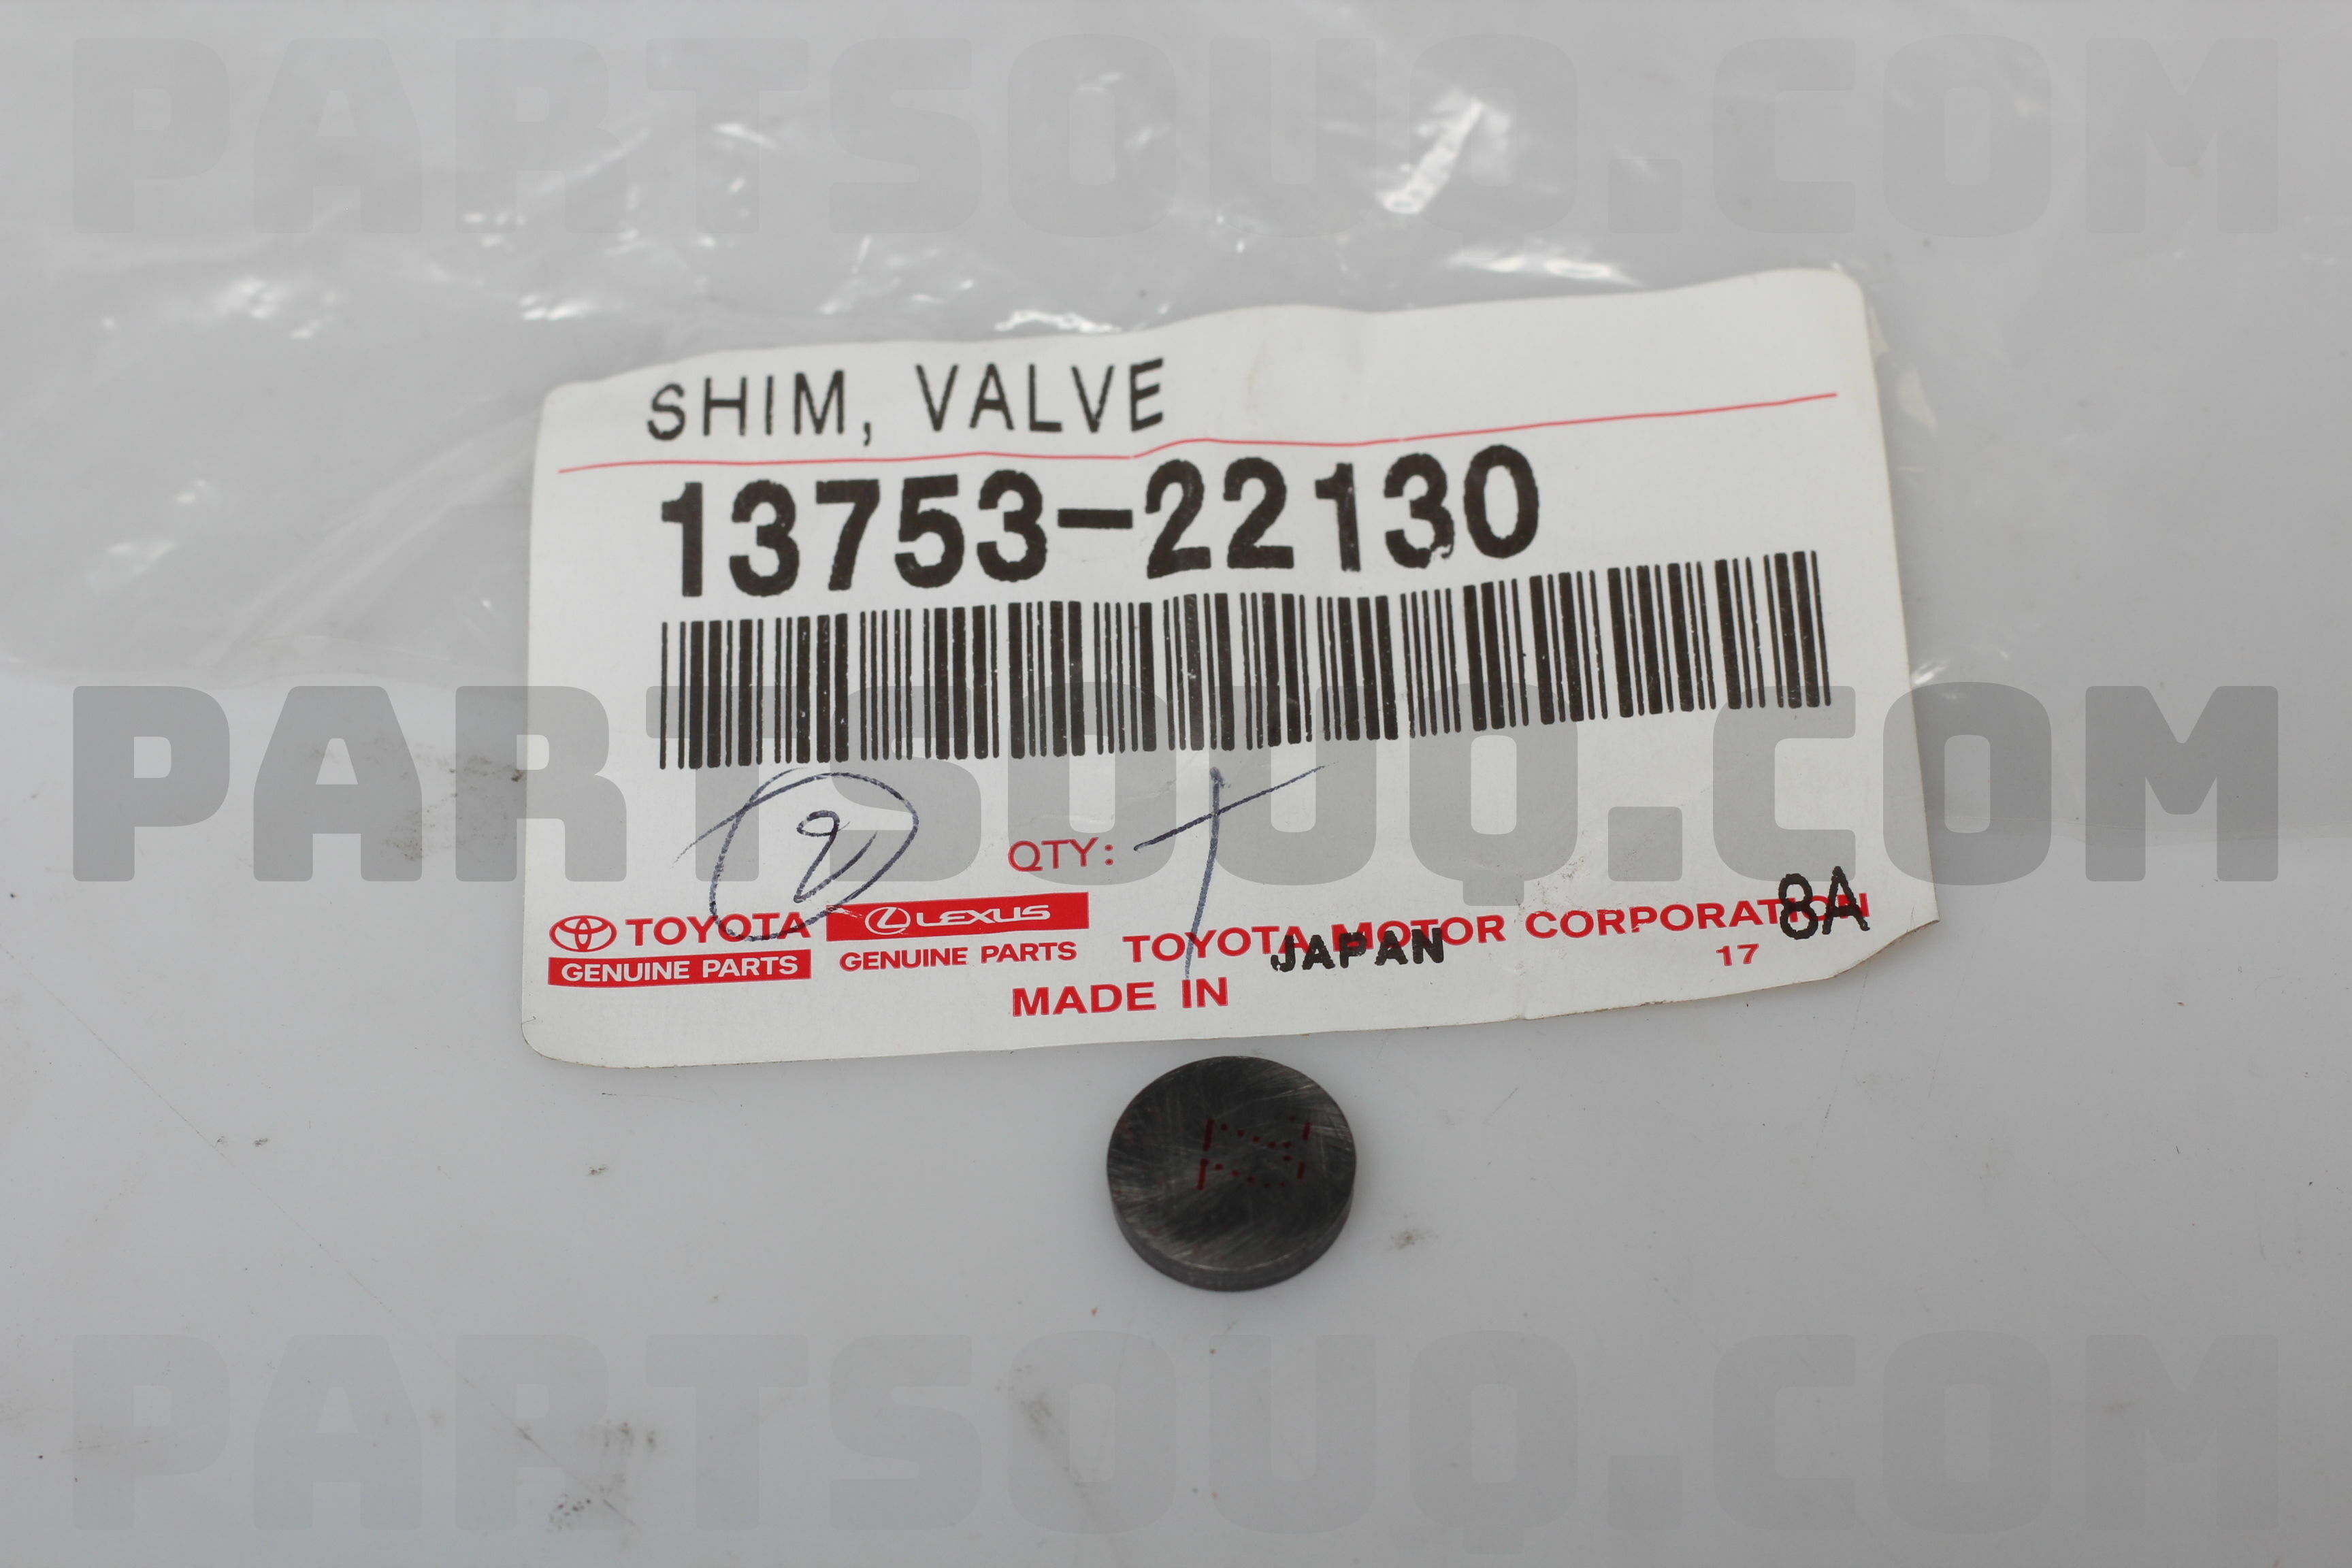 PARTSOUQ.COM
SHIM, VALVE
13753-22130
PARTSOUQ.COM
2
QTY:
TOYOTA
GENUINE PARTS
LEXUS
GENUINE PARTS
TOYOTA MOTOR CORPORATION
8A
17
MADE IN JAPAN
PARTSOUQ.COM